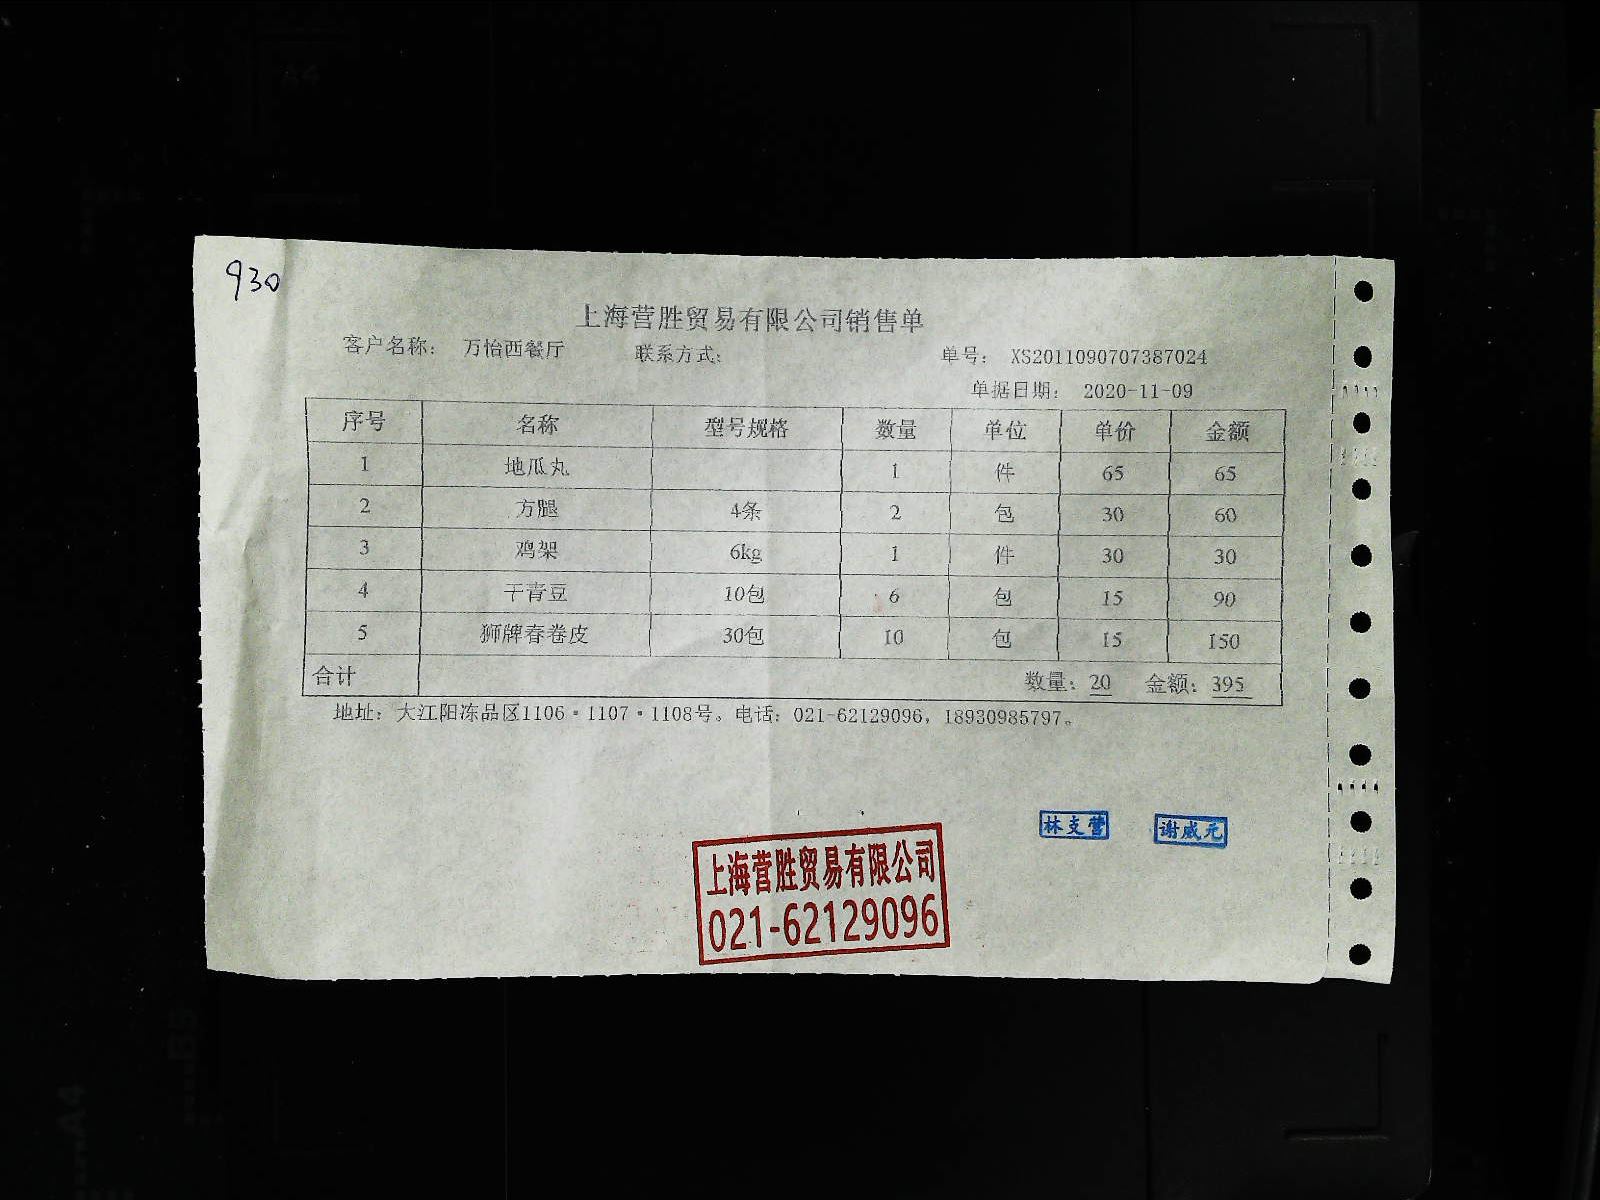 930
上海营胜贸易有限公司销售单
客户名称： 万怡西餐厅 联系方式： 单号： XS2011090707387024
单据日期： 2020-11-09
序号 名称 型号规格 数量 单位 单价 金额
1 地瓜丸 1 件 65 65
2 方腿 4条 2 包 30 60
3 鸡架 6kg 1 件 30 30
4 干青豆 10包 6 包 15 90
5 狮牌春卷皮 30包 10 包 15 150
合计 数量：20 金额：395
地址：大江阳冻品区1106·1107·1108号。电话：021-62129096，18930985797。
林支营 谢威元
上海营胜贸易有限公司
021-62129096